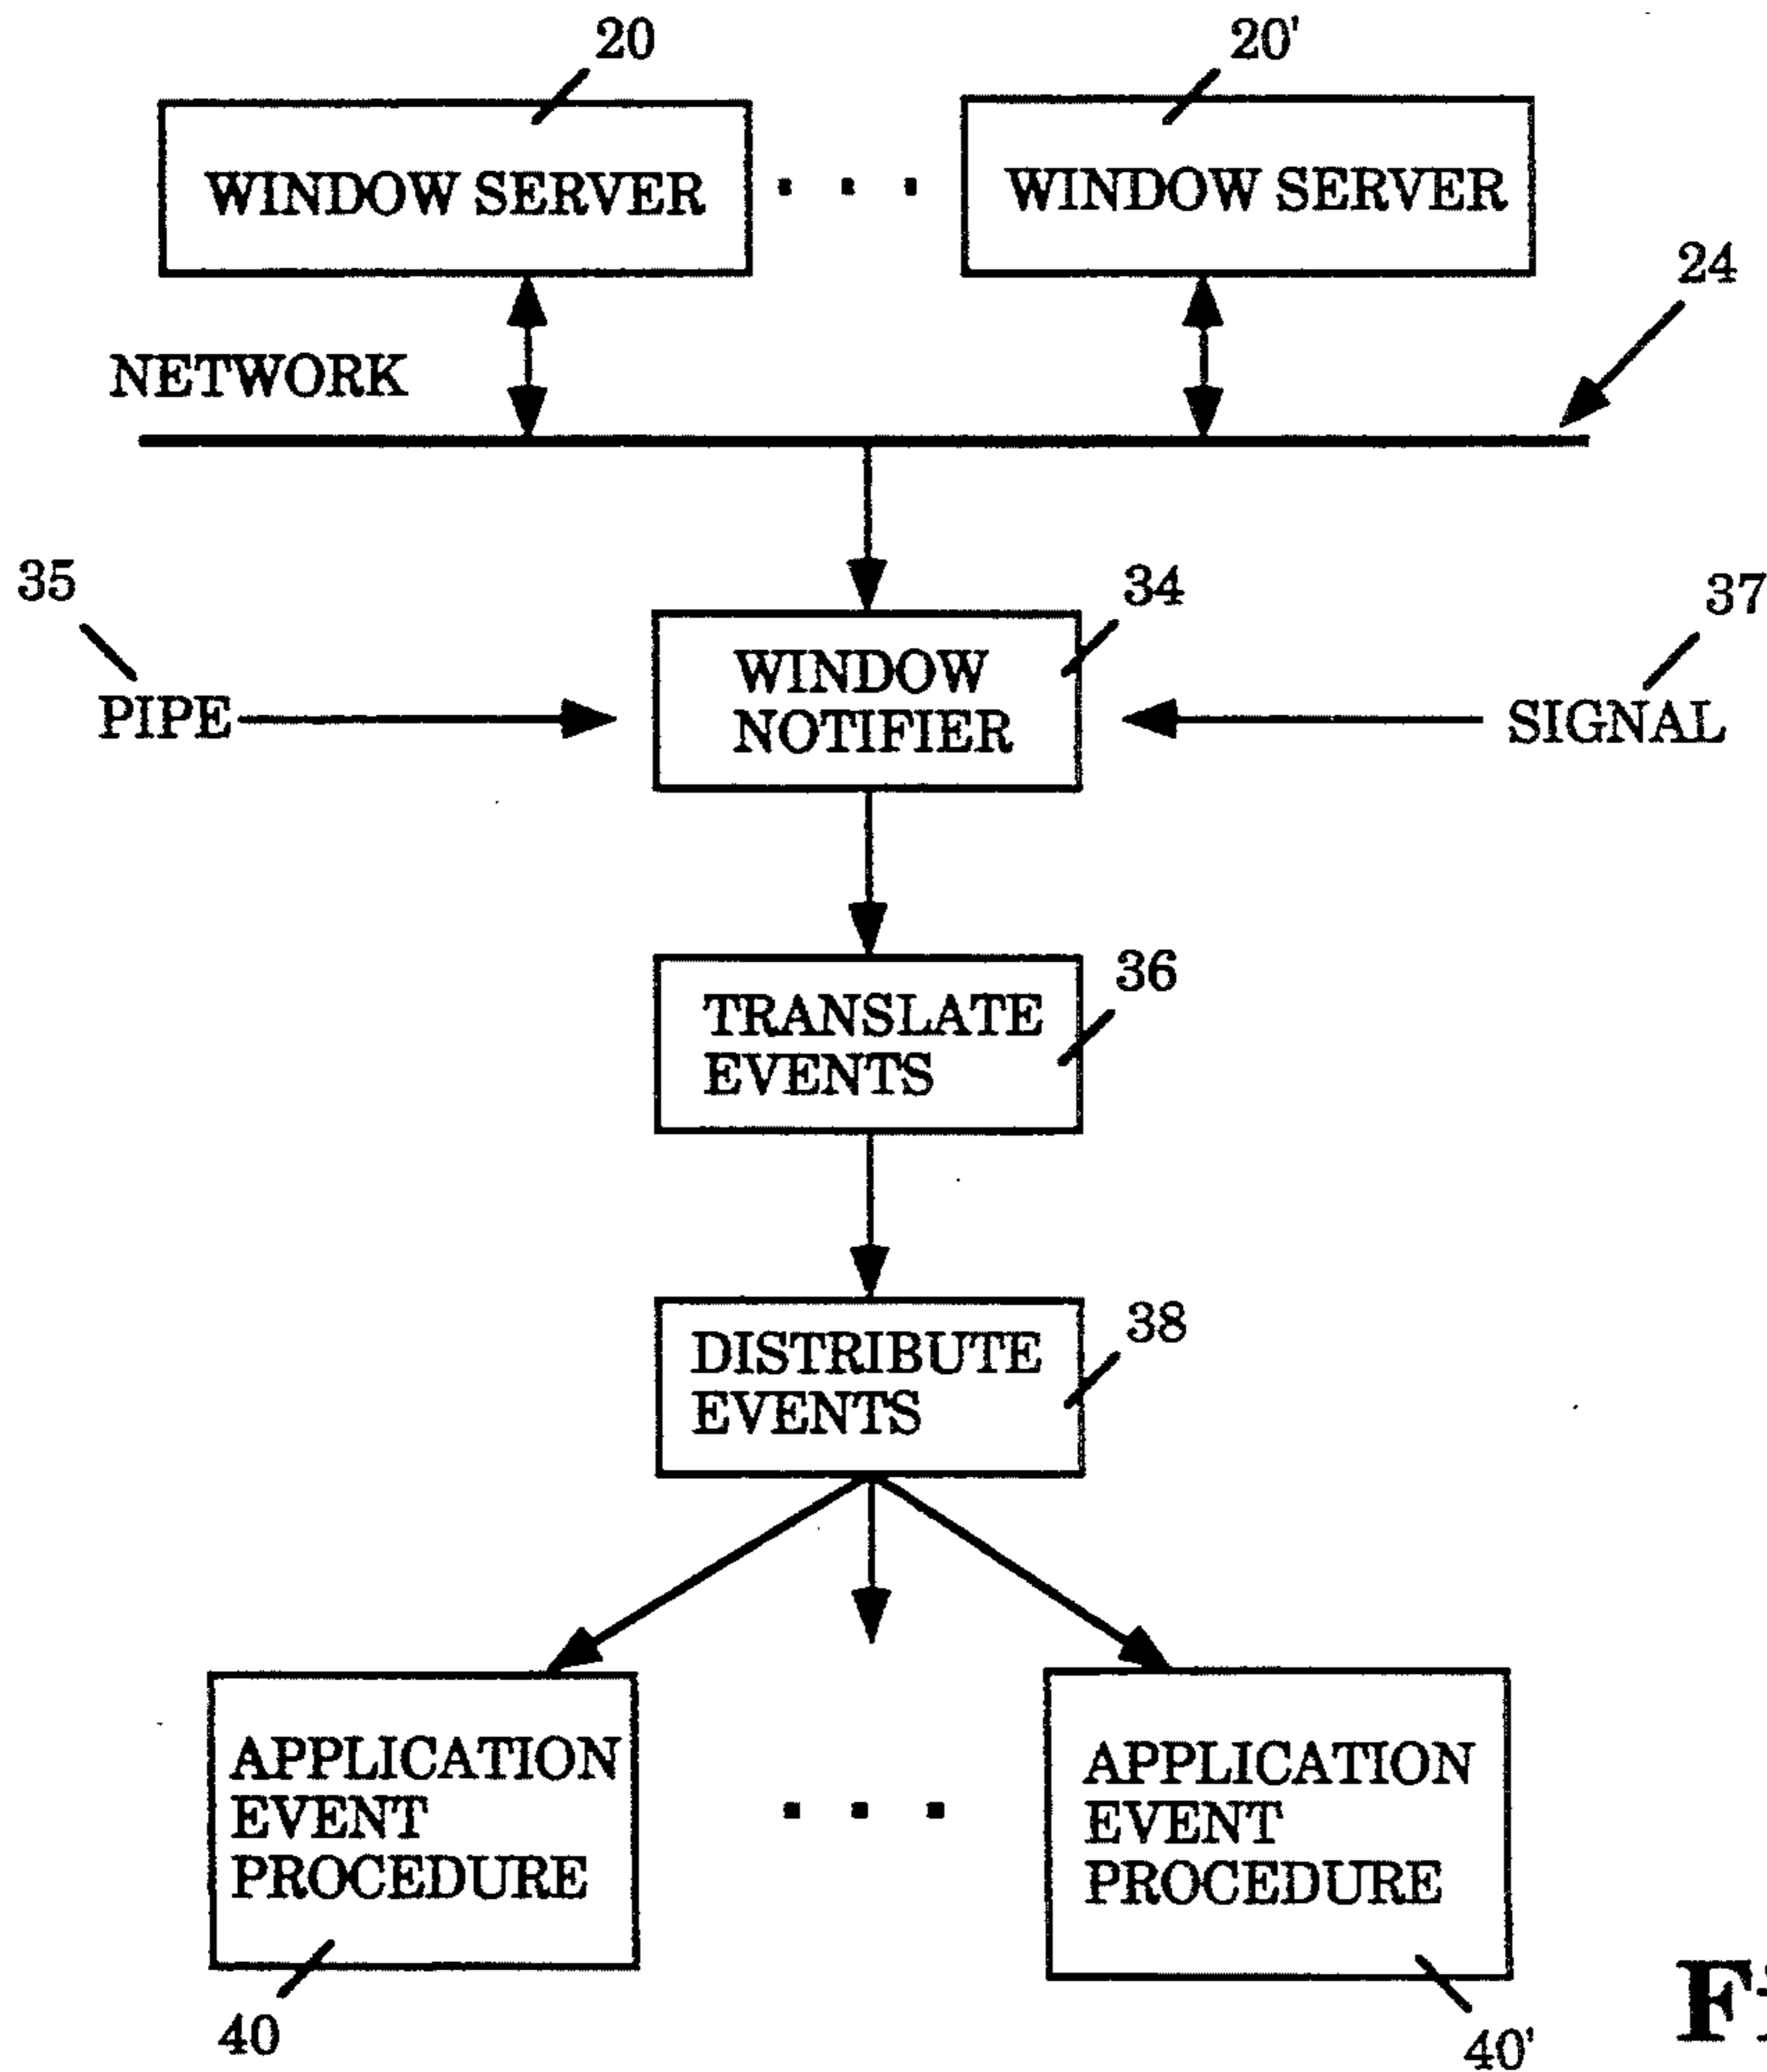 20 20'
WINDOW SERVER WINDOW SERVER
24
NETWORK
35 34 37
WINDOW
NOTIFIER
PIPE SIGNAL
36
TRANSLATE
EVENTS
38
DISTRIBUTE
EVENTS
APPLICATION
EVENT
PROCEDURE
APPLICATION
EVENT
PROCEDURE
40 40'